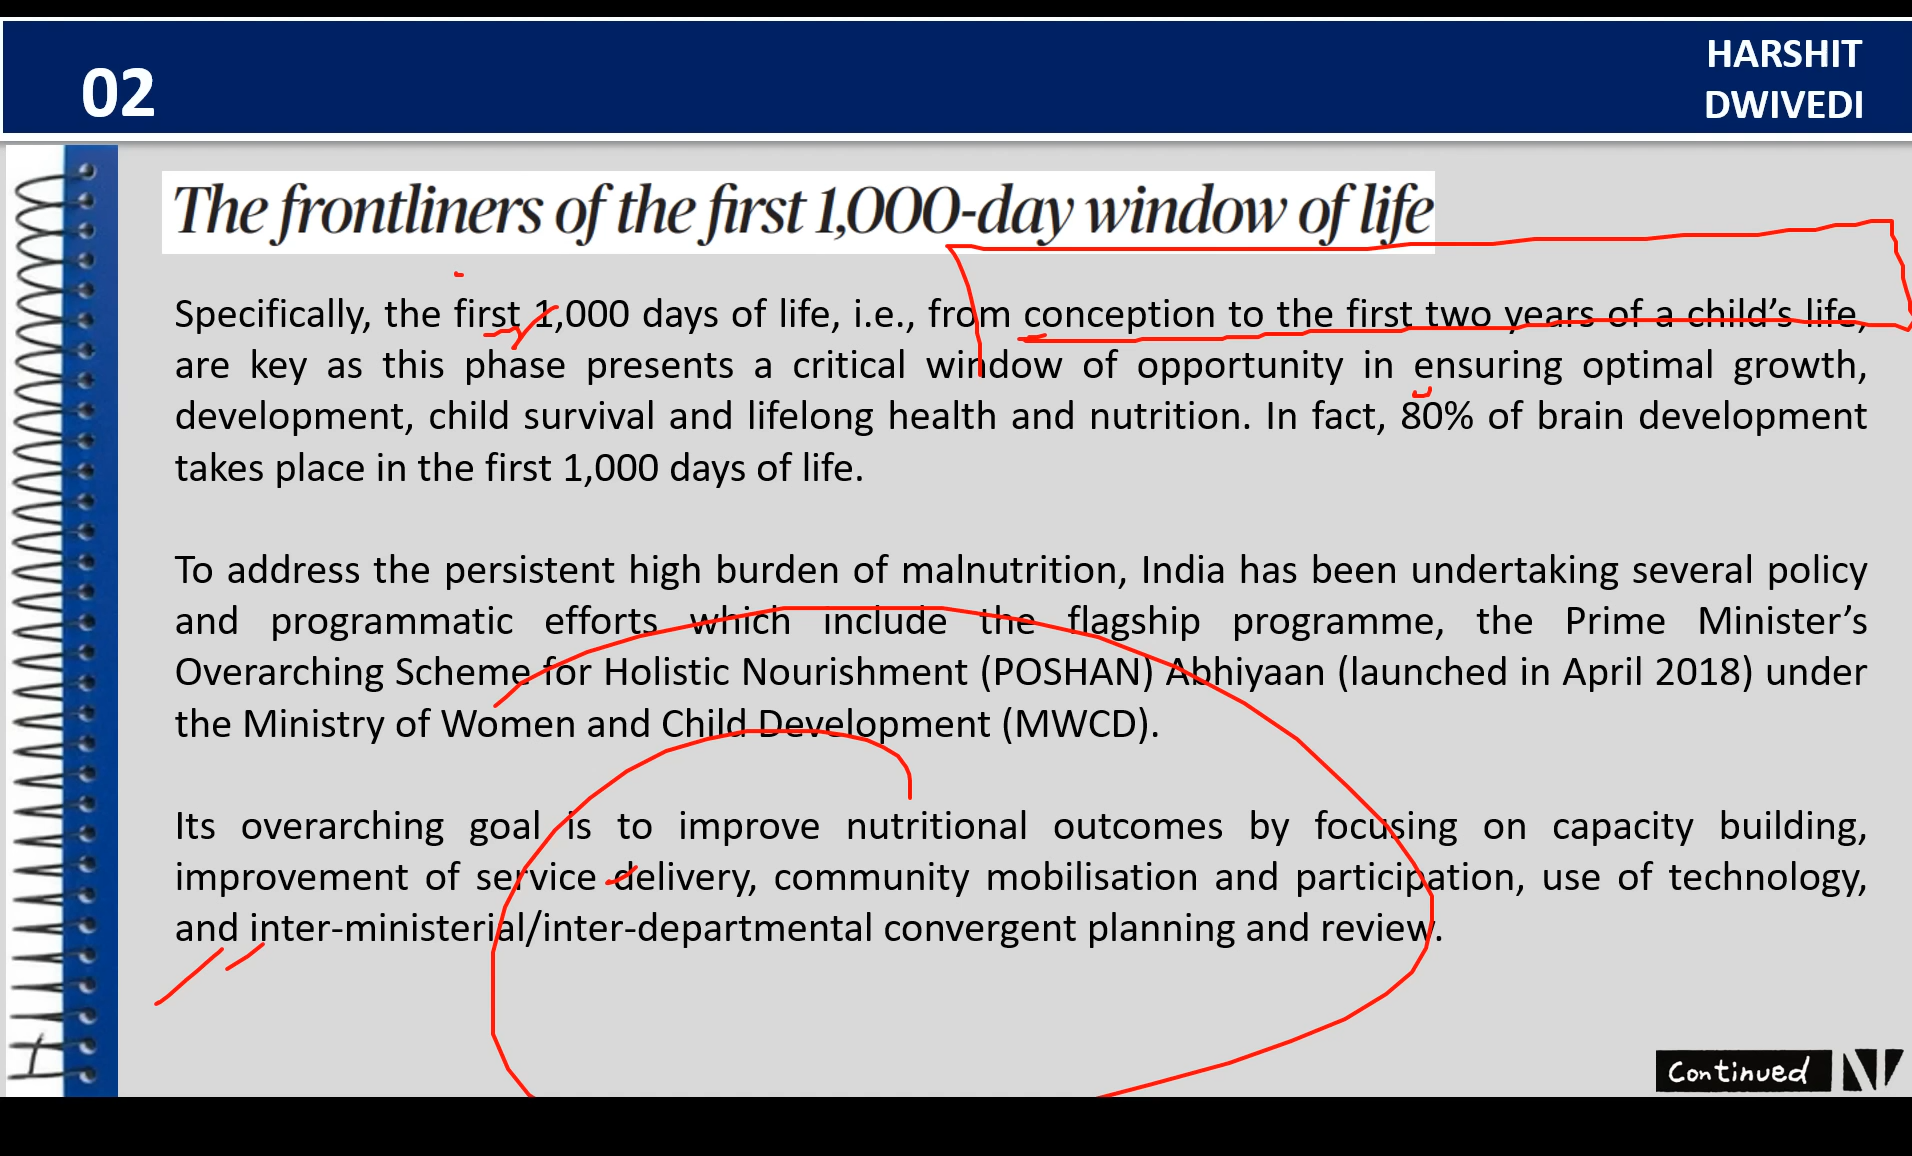 02
HARSHIT
DWIVEDI
The frontliners of the first 1,000-day window of life
Specifically, the first 1,000 days of life, i.e., from conception to the first two years of a child's life,
are key as this phase presents a critical window of opportunity in ensuring optimal growth,
development, child survival and lifelong health and nutrition. In fact, 80% of brain development
takes place in the first 1,000 days of life.
To address the persistent high burden of malnutrition, India has been undertaking several policy
and programmatic efforts which include the flagship programme, the Prime Minister's
Overarching Scheme for Holistic Nourishment (POSHAN) Abhiyaan (launched in April 2018) under
the Ministry of Women and Child Development (MWCD).
Its overarching goal is to improve nutritional outcomes by focusing on capacity building,
improvement of service delivery, community mobilisation and participation, use of technology,
and inter-ministerial/inter-departmental convergent planning and review.
Continued